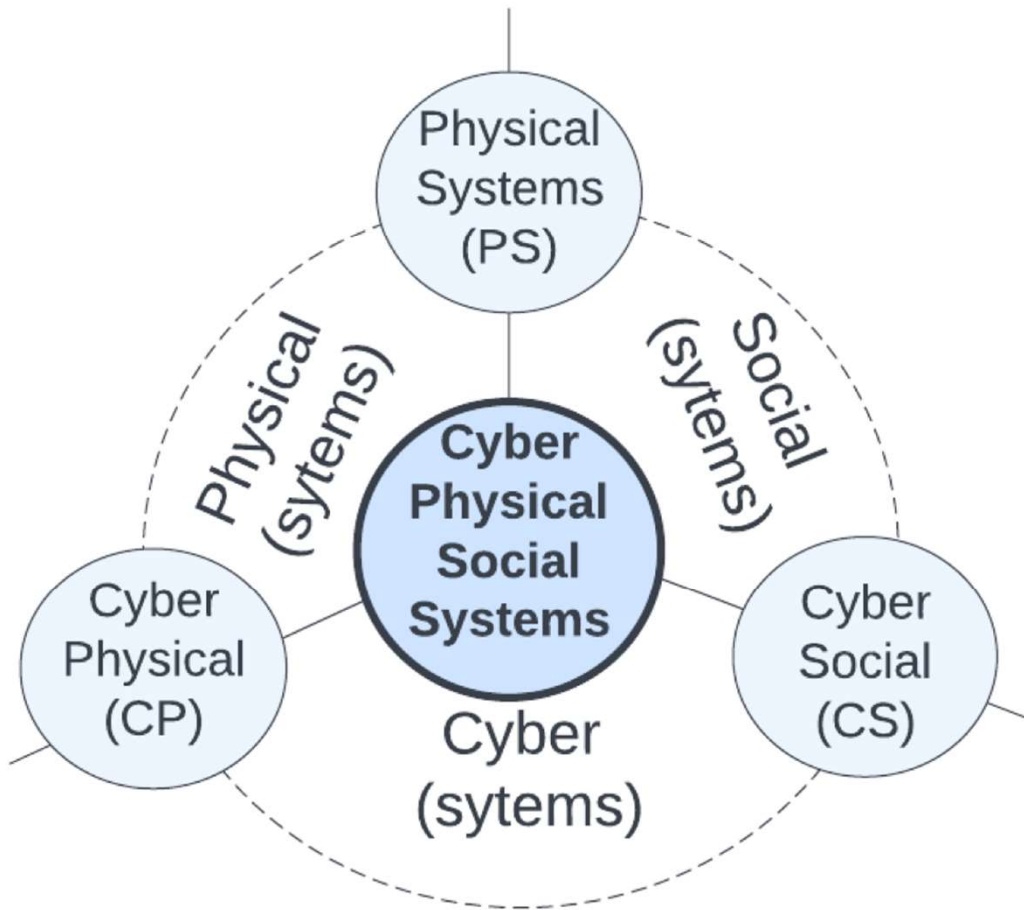 Physical
Systems
(PS)
Physical
(sytems)
Social
(sytems)
Cyber
Physical
Social
Systems
Cyber
Physical
(CP)
Cyber
Social
(CS)
Cyber
(sytems)